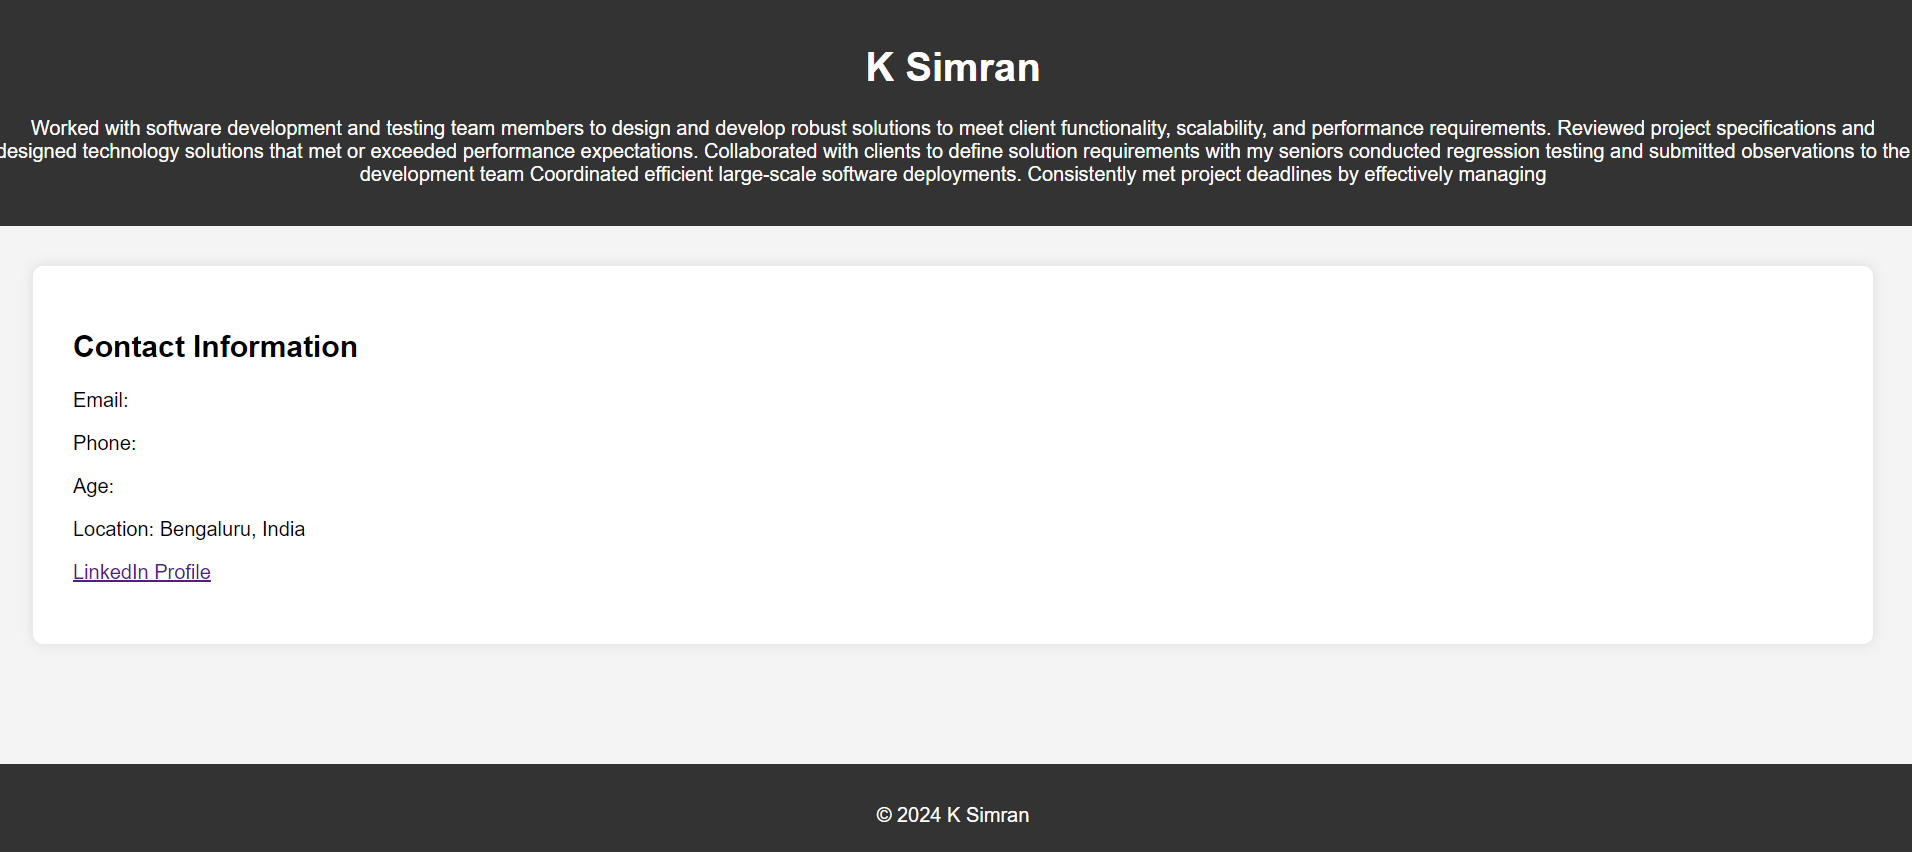 K Simran
Worked with software development and testing team members to design and develop robust solutions to meet client functionality, scalability, and performance requirements. Reviewed project specifications and
designed technology solutions that met or exceeded performance expectations. Collaborated with clients to define solution requirements with my seniors conducted regression testing and submitted observations to the
development team Coordinated efficient large-scale software deployments. Consistently met project deadlines by effectively managing
Contact Information
Email:
Phone:
Age:
Location: Bengaluru, India
LinkedIn Profile
© 2024 K Simran